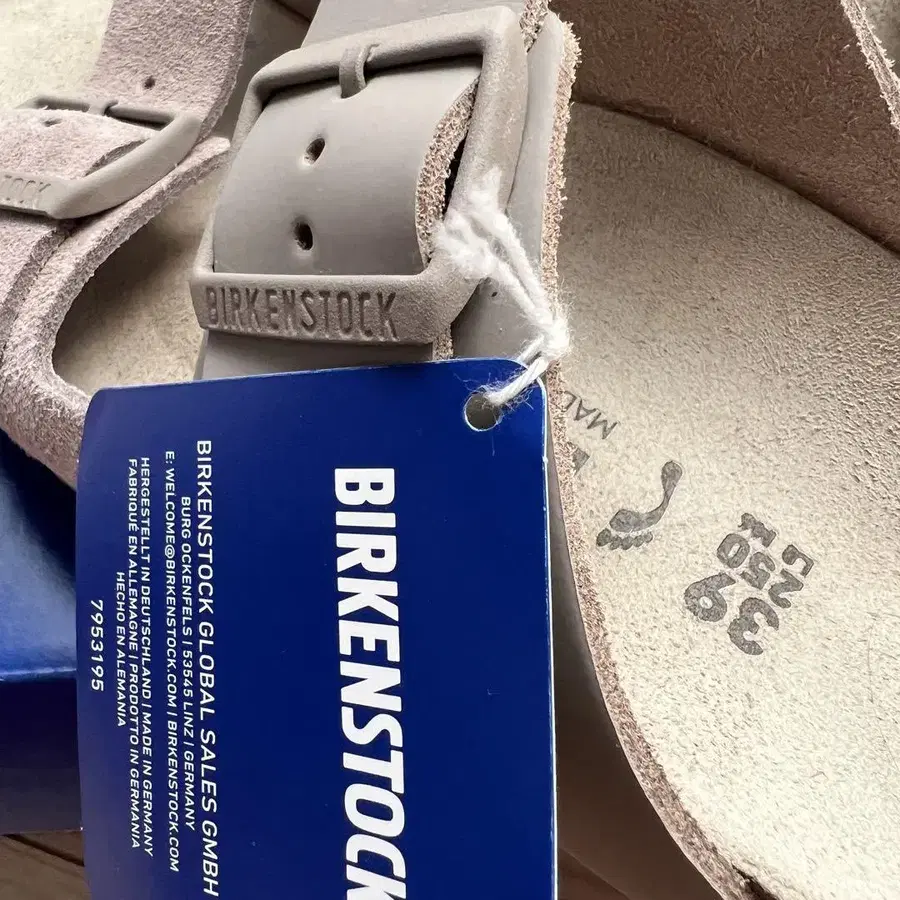 STOCK
BIRKENSTOCK
BIRKENSTOCK
BIRKENSTOCK GLOBAL SALES GMBH
BURG OCKENFELS | 53545 LINZ | GERMANY
E: WELCOME@BIRKENSTOCK.COM | BIRKENSTOCK.COM
HERGESTELLT IN DEUTSCHLAND | MADE IN GERMANY
FABRIQUÉ EN ALLEMAGNE | PRODOTTO IN GERMANIA
HECHO EN ALEMANIA
7953195
MAD
39
250